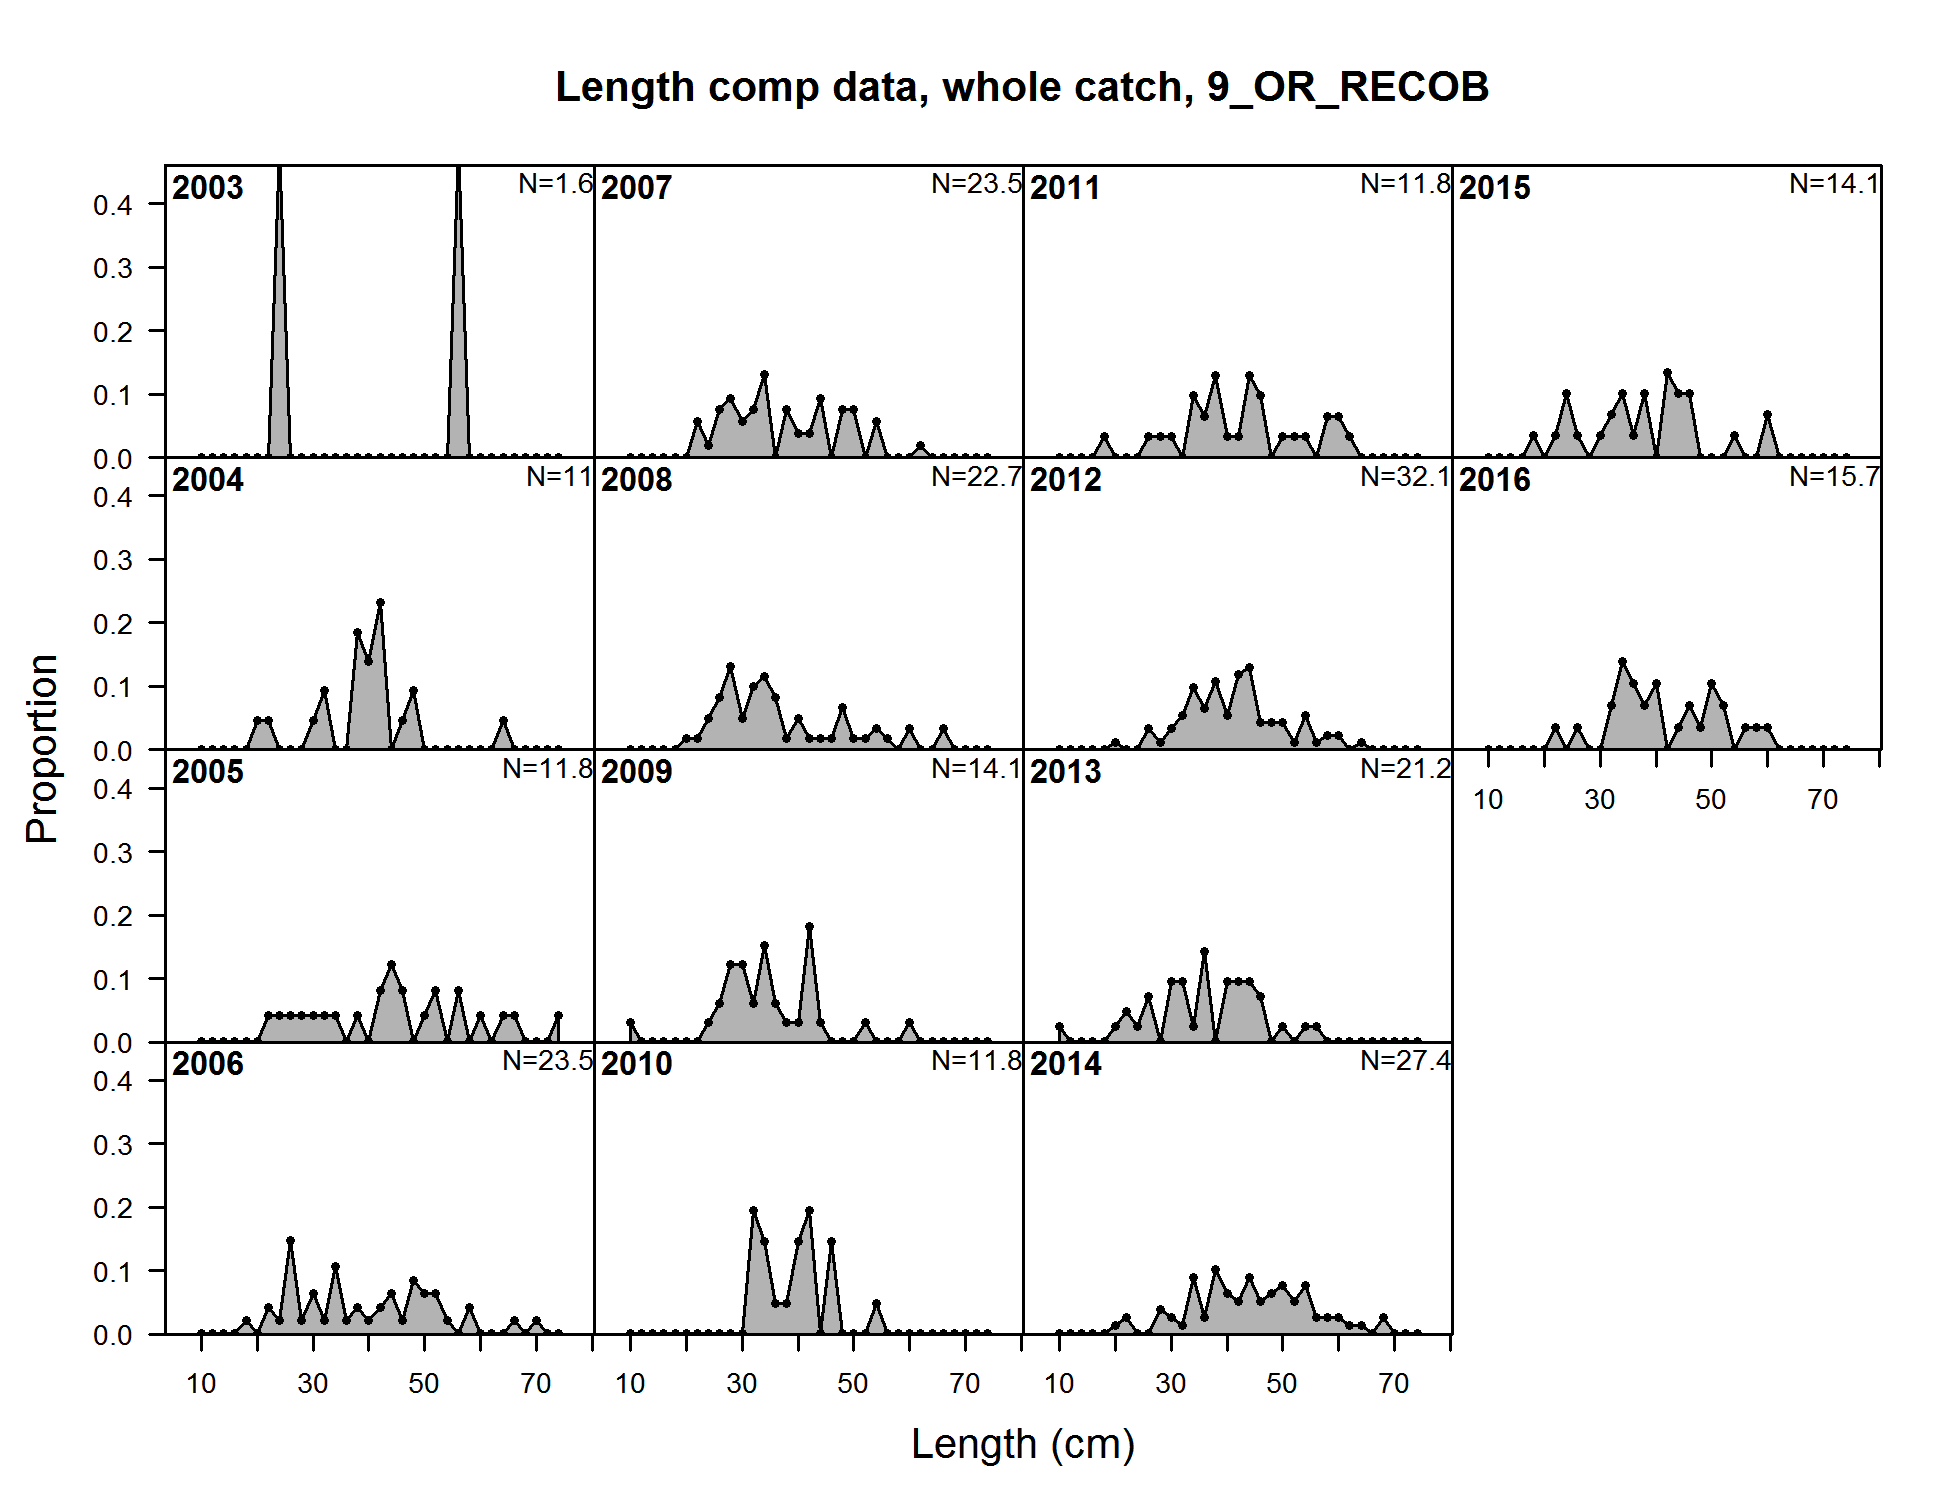 Length comp data, whole catch, 9_OR_RECOB
2003 N=1.6 2007 N=23.5 2011 N=11.8 2015 N=14.1
0.4
0.3
0.2
0.1
0.0
2004 N=11 2008 N=22.7 2012 N=32.1 2016 N=15.7
0.4
0.3
0.2
0.1
0.0
2005 N=11.8 2009 N=14.1 2013 N=21.2
0.4
10 30 50 70
0.3
0.2
0.1
0.0
2006 N=23.5 2010 N=11.8 2014 N=27.4
0.4
0.3
0.2
0.1
0.0
10 30 50 70 10 30 50 70 10 30 50 70
Proportion
Length (cm)